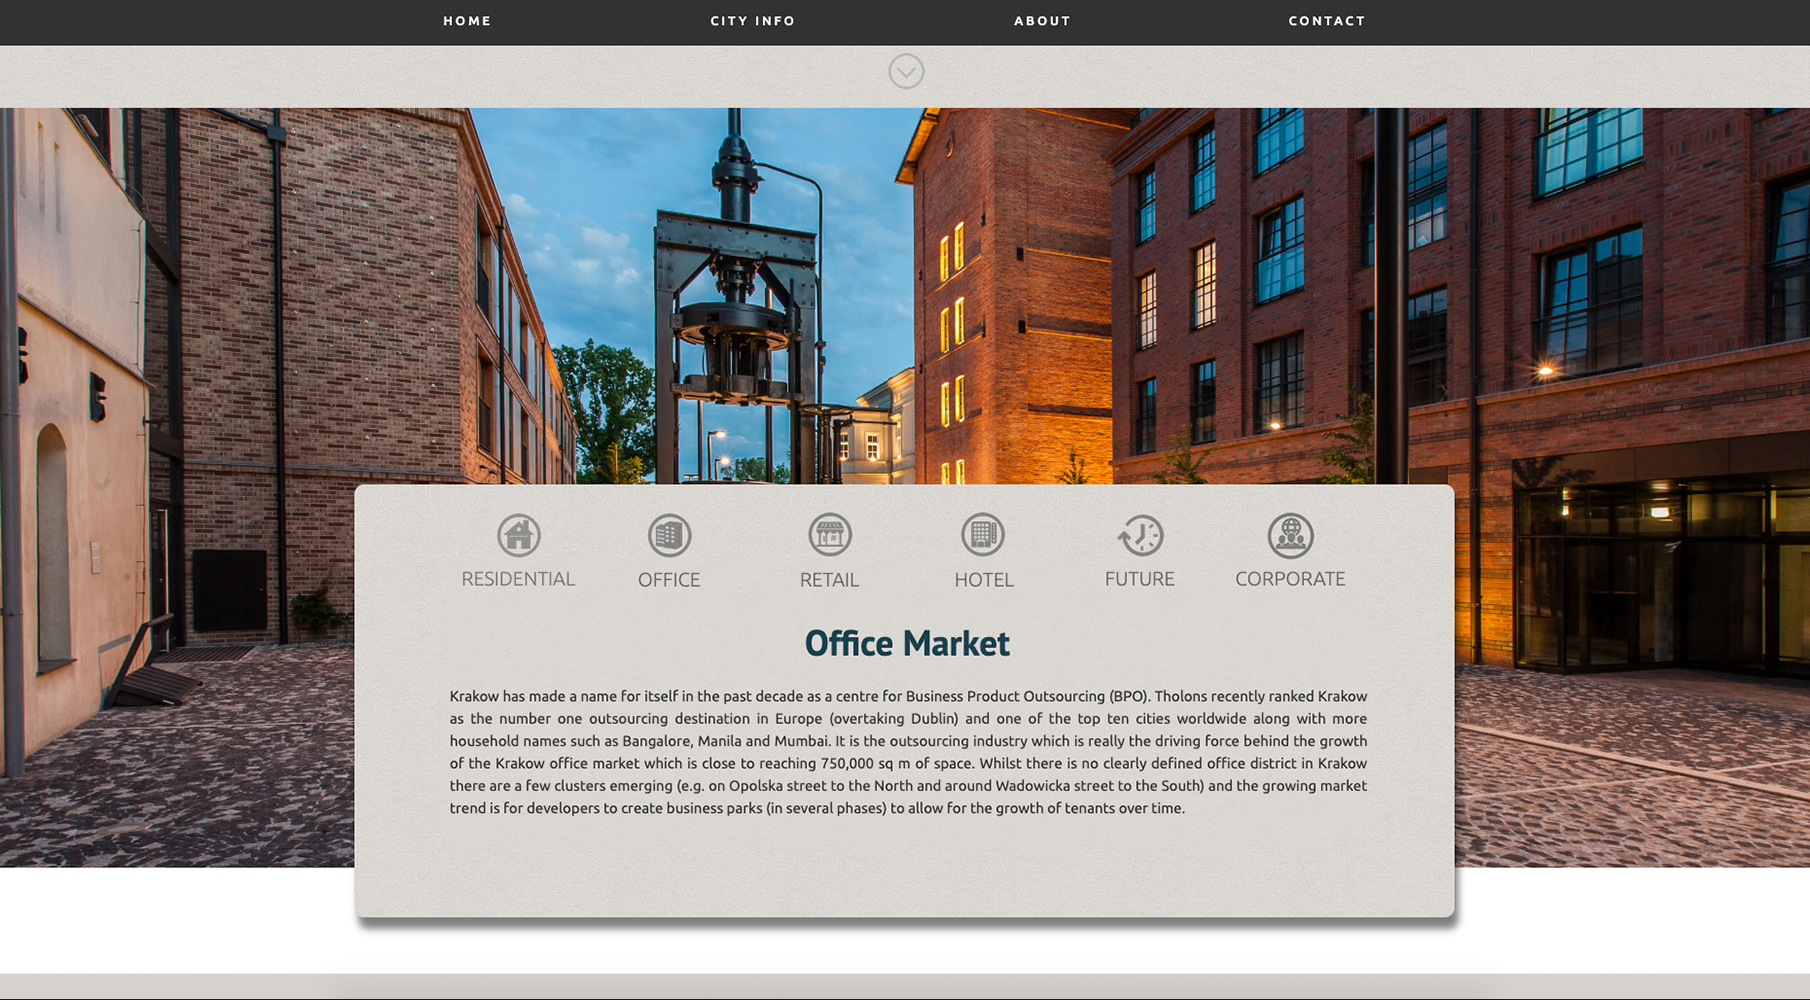 HOME CITY INFO ABOUT CONTACT
RESIDENTIAL OFFICE RETAIL HOTEL FUTURE CORPORATE
Office Market
Krakow has made a name for itself in the past decade as a centre for Business Product Outsourcing (BPO). Tholons recently ranked Krakow
as the number one outsourcing destination in Europe (overtaking Dublin) and one of the top ten cities worldwide along with more
household names such as Bangalore, Manila and Mumbai. It is the outsourcing industry which is really the driving force behind the growth
of the Krakow office market which is close to reaching 750,000 sq m of space. Whilst there is no clearly defined office district in Krakow
there are a few clusters emerging (e.g. on Opolska street to the North and around Wadowicka street to the South) and the growing market
trend is for developers to create business parks (in several phases) to allow for the growth of tenants over time.